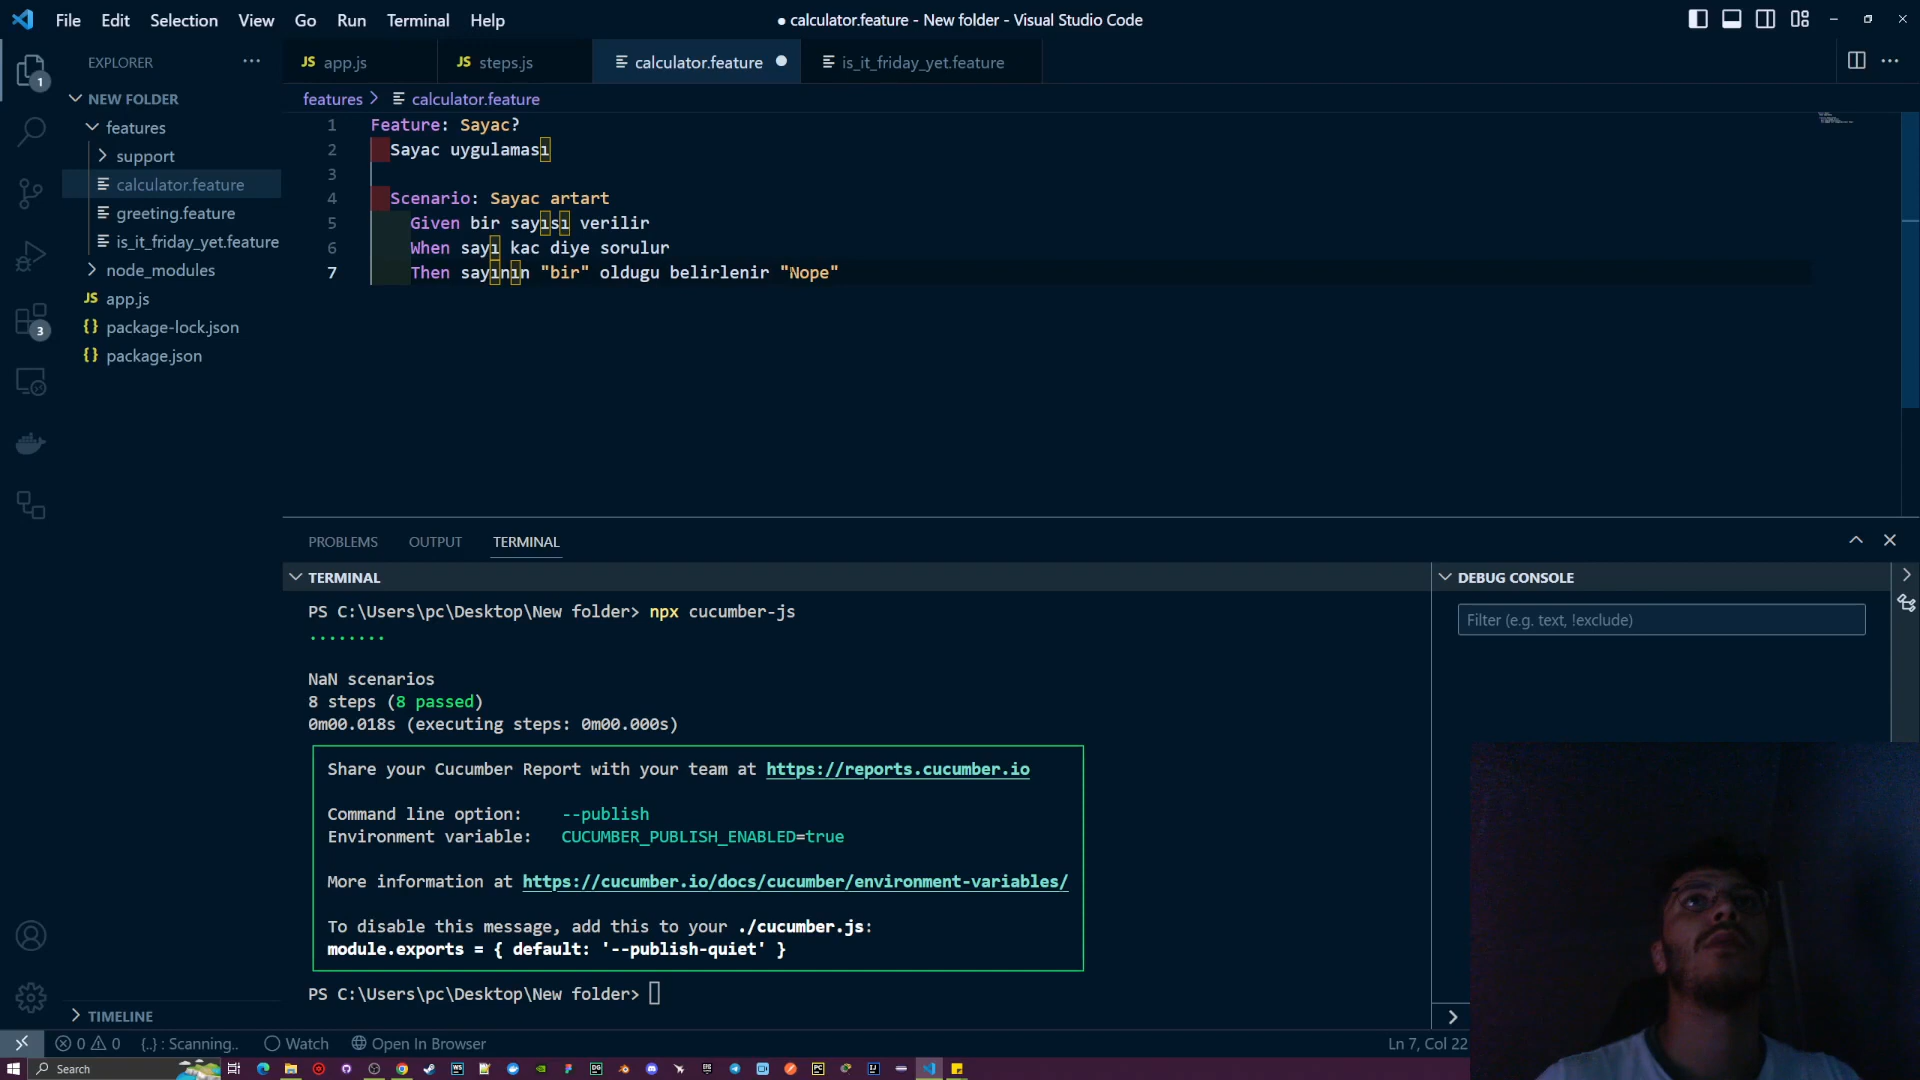 File Edit Selection View Go Run Terminal Help
● calculator.feature - New folder - Visual Studio Code
EXPLORER
1
NEW FOLDER
features
support
calculator.feature
greeting.feature
is_it_friday_yet.feature
node_modules
JS app.js
{} package-lock.json
{} package.json
3
TIMELINE
JS app.js
JS steps.js
calculator.feature
is_it_friday_yet.feature
features > calculator.feature
1 Feature: Sayac?
2 Sayac uygulaması
3
4 Scenario: Sayac artart
5 Given bir sayısı verilir
6 When sayı kac diye sorulur
7 Then sayının "bir" oldugu belirlenir "Nope"
PROBLEMS OUTPUT TERMINAL
TERMINAL
PS C:\Users\pc\Desktop\New folder> npx cucumber-js
........
NaN scenarios
8 steps (8 passed)
0m00.018s (executing steps: 0m00.000s)
Share your Cucumber Report with your team at https://reports.cucumber.io
Command line option: --publish
Environment variable: CUCUMBER_PUBLISH_ENABLED=true
More information at https://cucumber.io/docs/cucumber/environment-variables/
To disable this message, add this to your ./cucumber.js:
module.exports = { default: '--publish-quiet' }
PS C:\Users\pc\Desktop\New folder>
DEBUG CONSOLE
Filter (e.g. text, !exclude)
0 0 {..} : Scanning.. Watch Open In Browser
Ln 7, Col 22
Search